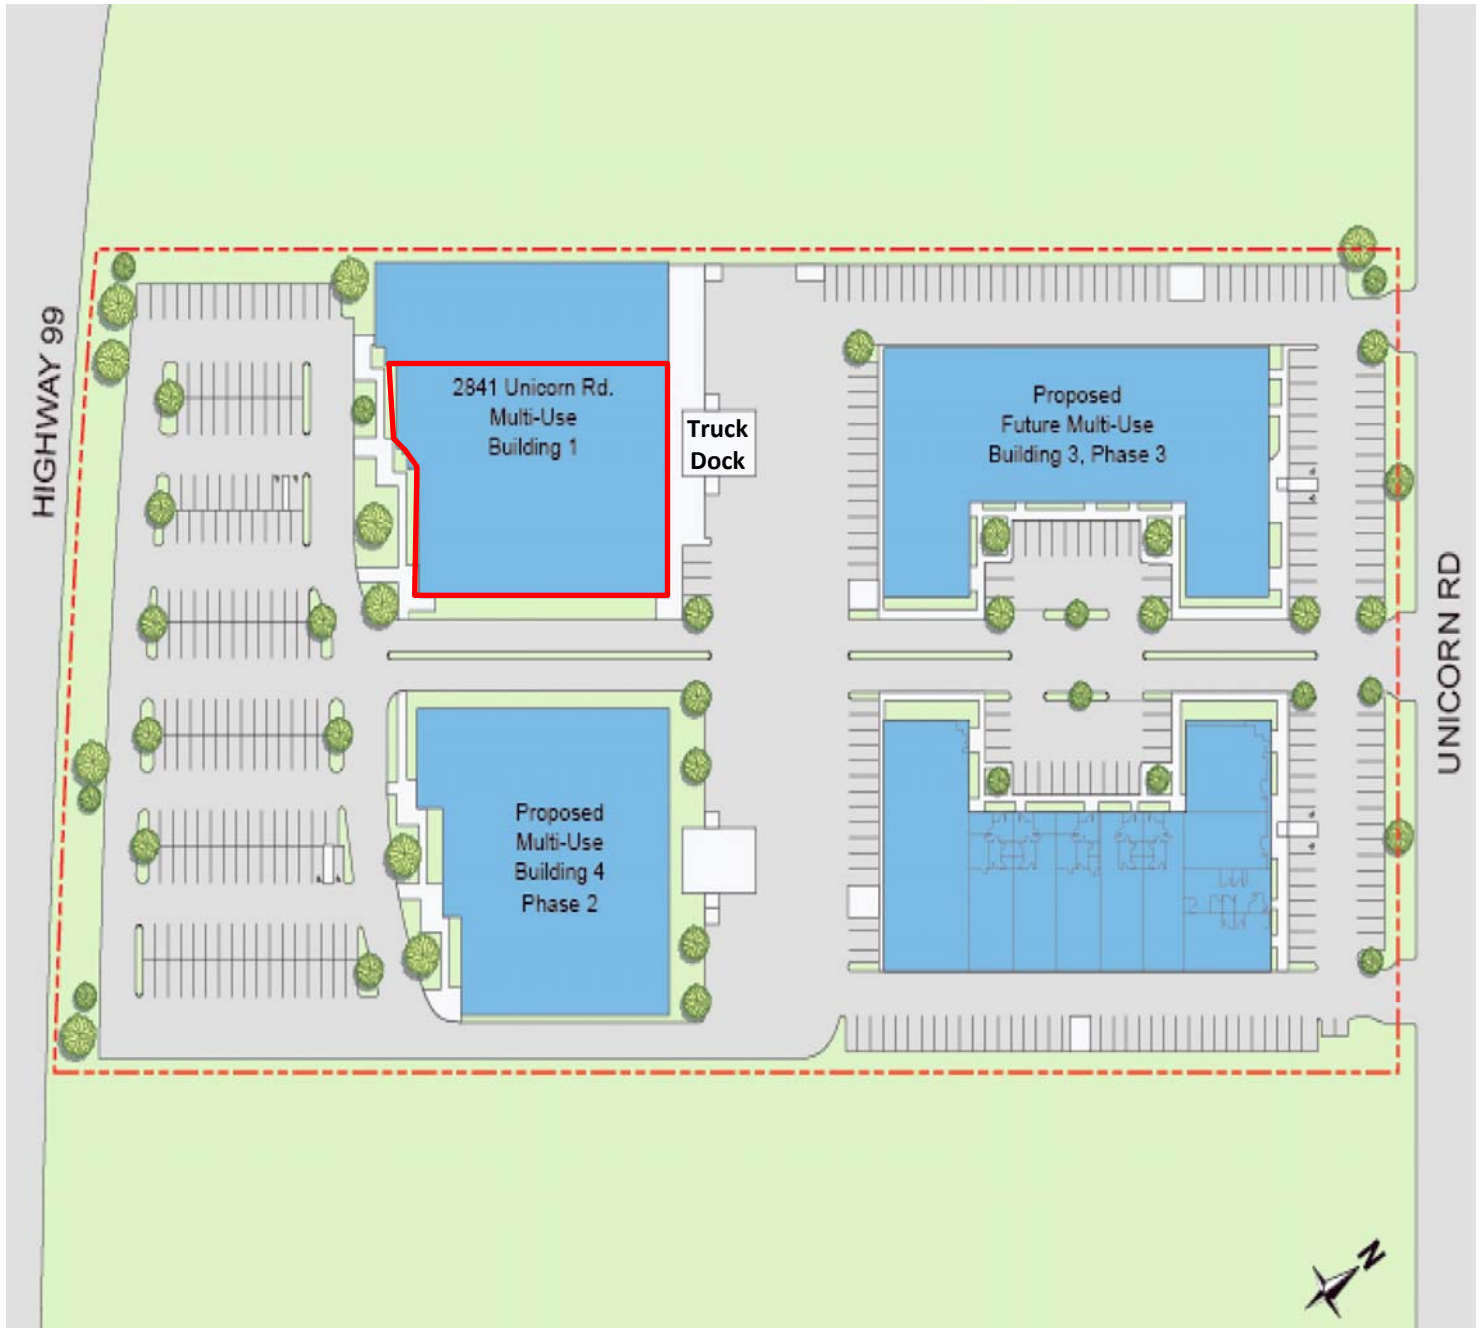 HIGHWAY 99
2841 Unicorn Rd.
Multi-Use
Building 1
Truck
Dock
Proposed
Future Multi-Use
Building 3, Phase 3
UNICORN RD
Proposed
Multi-Use
Building 4
Phase 2
N